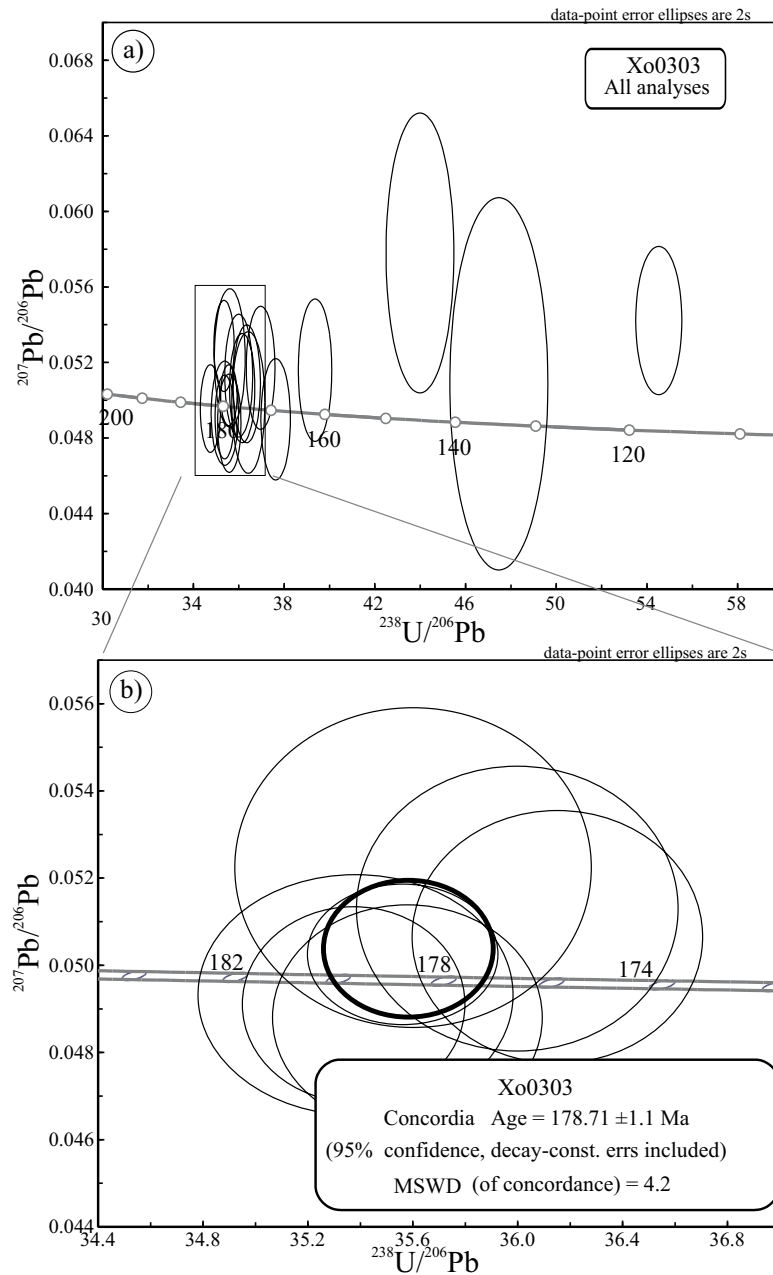 data-point error ellipses are 2s
a)
Xo0303
All analyses
0.068
0.064
0.060
0.056
0.052
0.048
0.044
0.040
207Pb/206Pb
200
180
160
140
120
30 34 38 42 46 50 54 58
238U/206Pb
data-point error ellipses are 2s
b)
0.056
0.054
0.052
0.050
0.048
0.046
0.044
207Pb/206Pb
182 178 174
Xo0303
Concordia Age = 178.71 ±1.1 Ma
(95% confidence, decay-const. errs included)
MSWD (of concordance) = 4.2
34.4 34.8 35.2 35.6 36.0 36.4 36.8
238U/206Pb